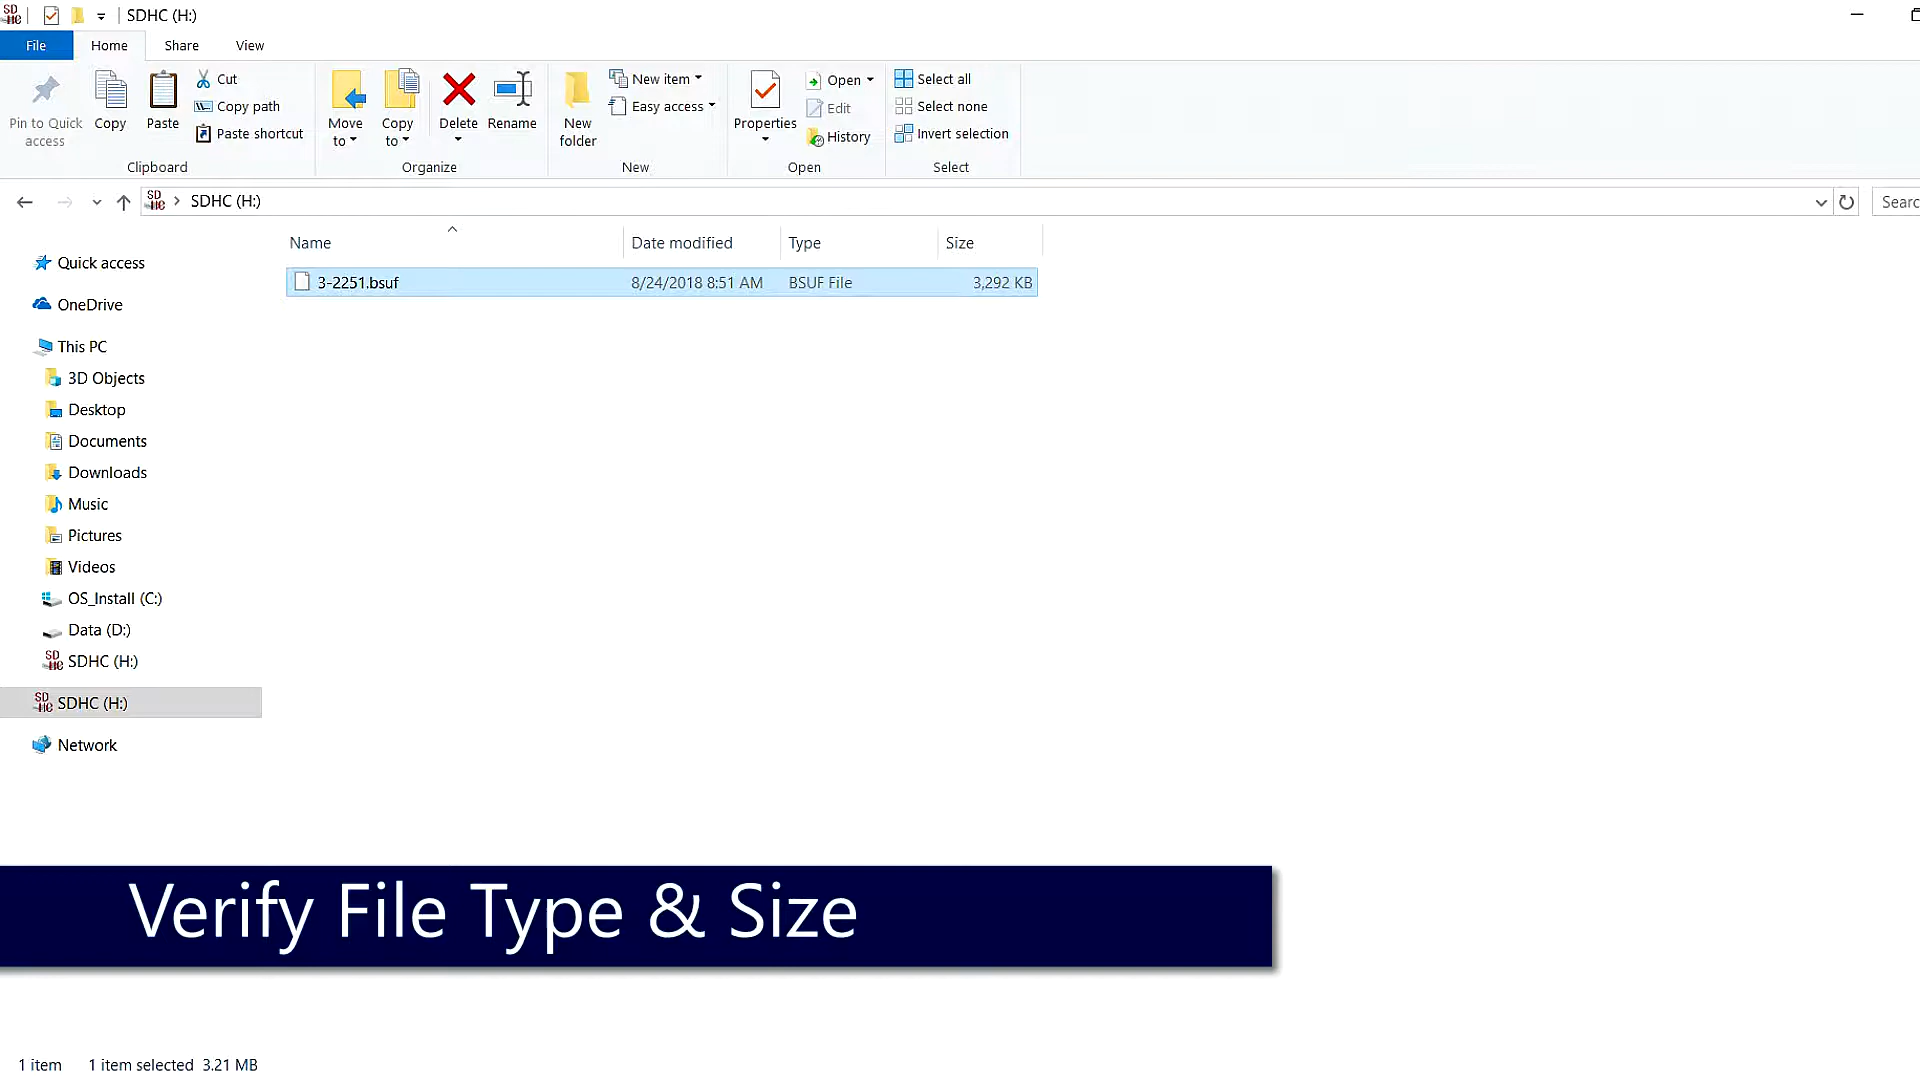 SDHC (H:)
File Home Share View
Pin to Quick access
Copy
Paste
Cut
Copy path
Paste shortcut
Clipboard
Move to
Copy to
Delete
Rename
Organize
New folder
New item
Easy access
New
Properties
Open
Edit
History
Open
Select all
Select none
Invert selection
Select
SD HC SDHC (H:)
Searc
Name Date modified Type Size
3-2251.bsuf 8/24/2018 8:51 AM BSUF File 3,292 KB
Quick access
OneDrive
This PC
3D Objects
Desktop
Documents
Downloads
Music
Pictures
Videos
OS_Install (C:)
Data (D:)
SDHC (H:)
SDHC (H:)
Network
Verify File Type & Size
1 item 1 item selected 3.21 MB